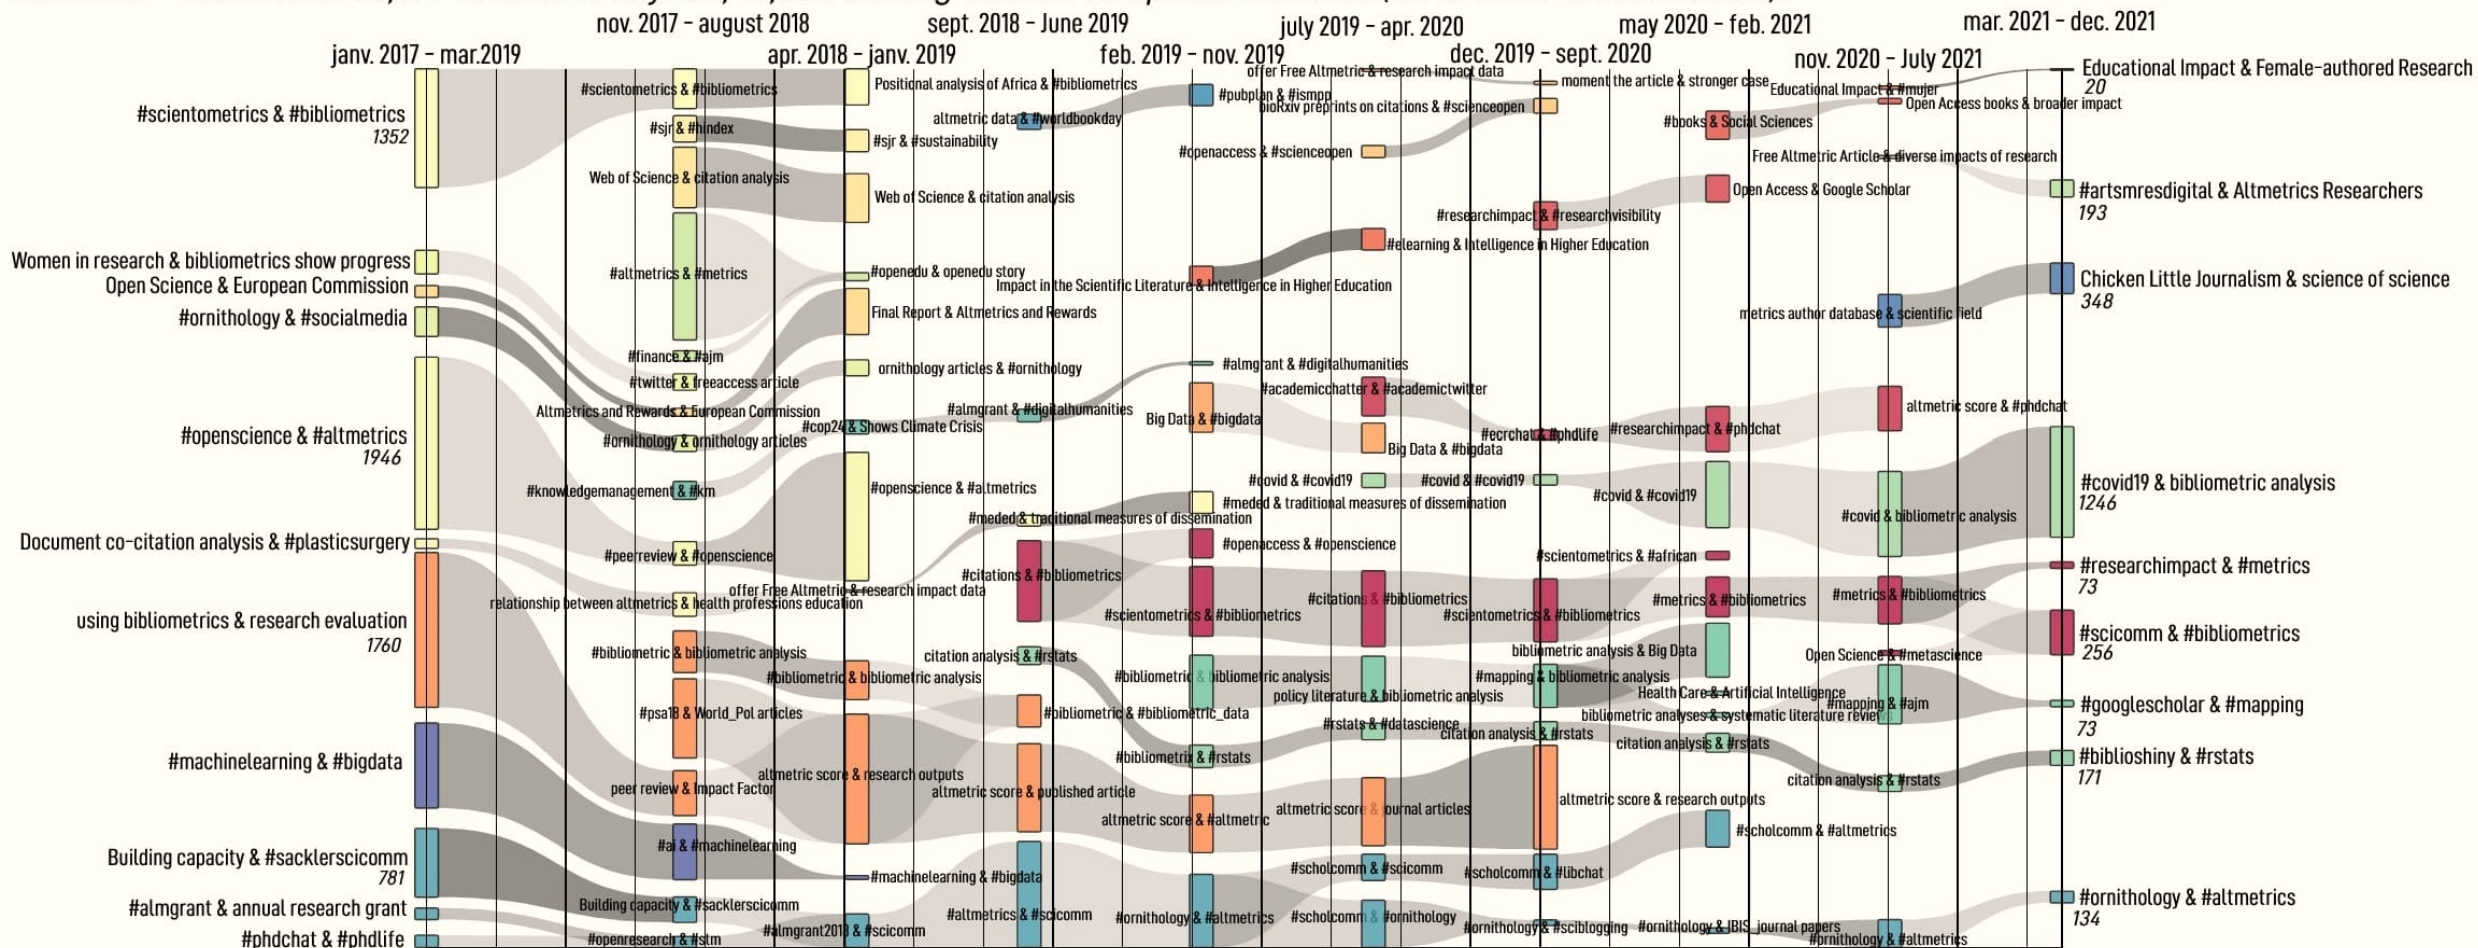 janv. 2017 - mar.2019
nov. 2017 - august 2018
apr. 2018 - janv. 2019
sept. 2018 - June 2019
feb. 2019 - nov. 2019
july 2019 - apr. 2020
dec. 2019 - sept. 2020
may 2020 - feb. 2021
nov. 2020 - July 2021
mar. 2021 - dec. 2021
#scientometrics & #bibliometrics
1352
Women in research & bibliometrics show progress
Open Science & European Commission
#ornithology & #socialmedia
#openscience & #altmetrics
1946
Document co-citation analysis & #plasticsurgery
using bibliometrics & research evaluation
1760
#machinelearning & #bigdata
Building capacity & #sacklerscicomm
781
#almgrant & annual research grant
#phdchat & #phdlife
#scientometrics & #bibliometrics
#sjr & #hindex
Web of Science & citation analysis
#altmetrics & #metrics
#finance & #ajm
#twitter & freeaccess article
Altmetrics and Rewards & European Commission
#ornithology & ornithology articles
#knowledgemanagement & #km
#peerreview & #openscience
relationship between altmetrics & health professions education
#bibliometric & bibliometric analysis
#psa18 & World_Pol articles
peer review & Impact Factor
#ai & #machinelearning
Building capacity & #sacklerscicomm
#openresearch & #slm
Positional analysis of Africa & #bibliometrics
#sjr & #sustainability
Web of Science & citation analysis
#openedu & openedu story
Final Report & Altmetrics and Rewards
ornithology articles & #ornithology
#cop24 & Shows Climate Crisis
#openscience & #altmetrics
offer Free Altmetric & research impact data
#bibliometric & bibliometric analysis
altmetric score & research outputs
#machinelearning & #bigdata
#almgrant2018 & #scicomm
altmetric data & #worldbookday
#almgrant & #digitalhumanities
#meded & traditional measures of dissemination
#citations & #bibliometrics
citation analysis & #rstats
#bibliometric & #bibliometric_data
altmetric score & published article
#altmetrics & #scicomm
#pubplan & #ismpp
Impact in the Scientific Literature & Intelligence in Higher Education
#almgrant & #digitalhumanities
Big Data & #bigdata
#meded & traditional measures of dissemination
#openaccess & #openscience
#scientometrics & #bibliometrics
#bibliometric & bibliometric analysis
#bibliometrix & #rstats
altmetric score & #altmetric
#ornithology & #altmetrics
offer Free Altmetric & research impact data
#openaccess & #scienceopen
#elearning & Intelligence in Higher Education
#academicchatter & #academictwitter
Big Data & #bigdata
#covid & #covid19
#citations & #bibliometrics
policy literature & bibliometric analysis
#rstats & #datascience
altmetric score & journal articles
#scholcomm & #scicomm
#scholcomm & #ornithology
moment the article & stronger case
bioRxiv preprints on citations & #scienceopen
#researchimpact & #researchvisibility
#ecrchat & #phdlife
#covid & #covid19
#scientometrics & #bibliometrics
#mapping & bibliometric analysis
citation analysis & #rstats
altmetric score & research outputs
#scholcomm & #libchat
#ornithology & #sciblogging
#books & Social Sciences
Open Access & Google Scholar
#researchimpact & #phdchat
#covid & #covid19
#scientometrics & #african
#metrics & #bibliometrics
bibliometric analysis & Big Data
Health Care & Artificial Intelligence
bibliometric analyses & systematic literature reviews
citation analysis & #rstats
#scholcomm & #altmetrics
#ornithology & IBIS_journal papers
Educational Impact & #mujer
Open Access books & broader impact
Free Altmetric Article & diverse impacts of research
metrics author database & scientific field
altmetric score & #phdchat
#covid & bibliometric analysis
#metrics & #bibliometrics
Open Science & #metascience
#mapping & #ajm
citation analysis & #rstats
#ornithology & #altmetrics
Educational Impact & Female-authored Research
20
#artsmresdigital & Altmetrics Researchers
193
Chicken Little Journalism & science of science
348
#covid19 & bibliometric analysis
1246
#researchimpact & #metrics
73
#scicomm & #bibliometrics
256
#googlescholar & #mapping
73
#biblioshiny & #rstats
171
#ornithology & #altmetrics
134